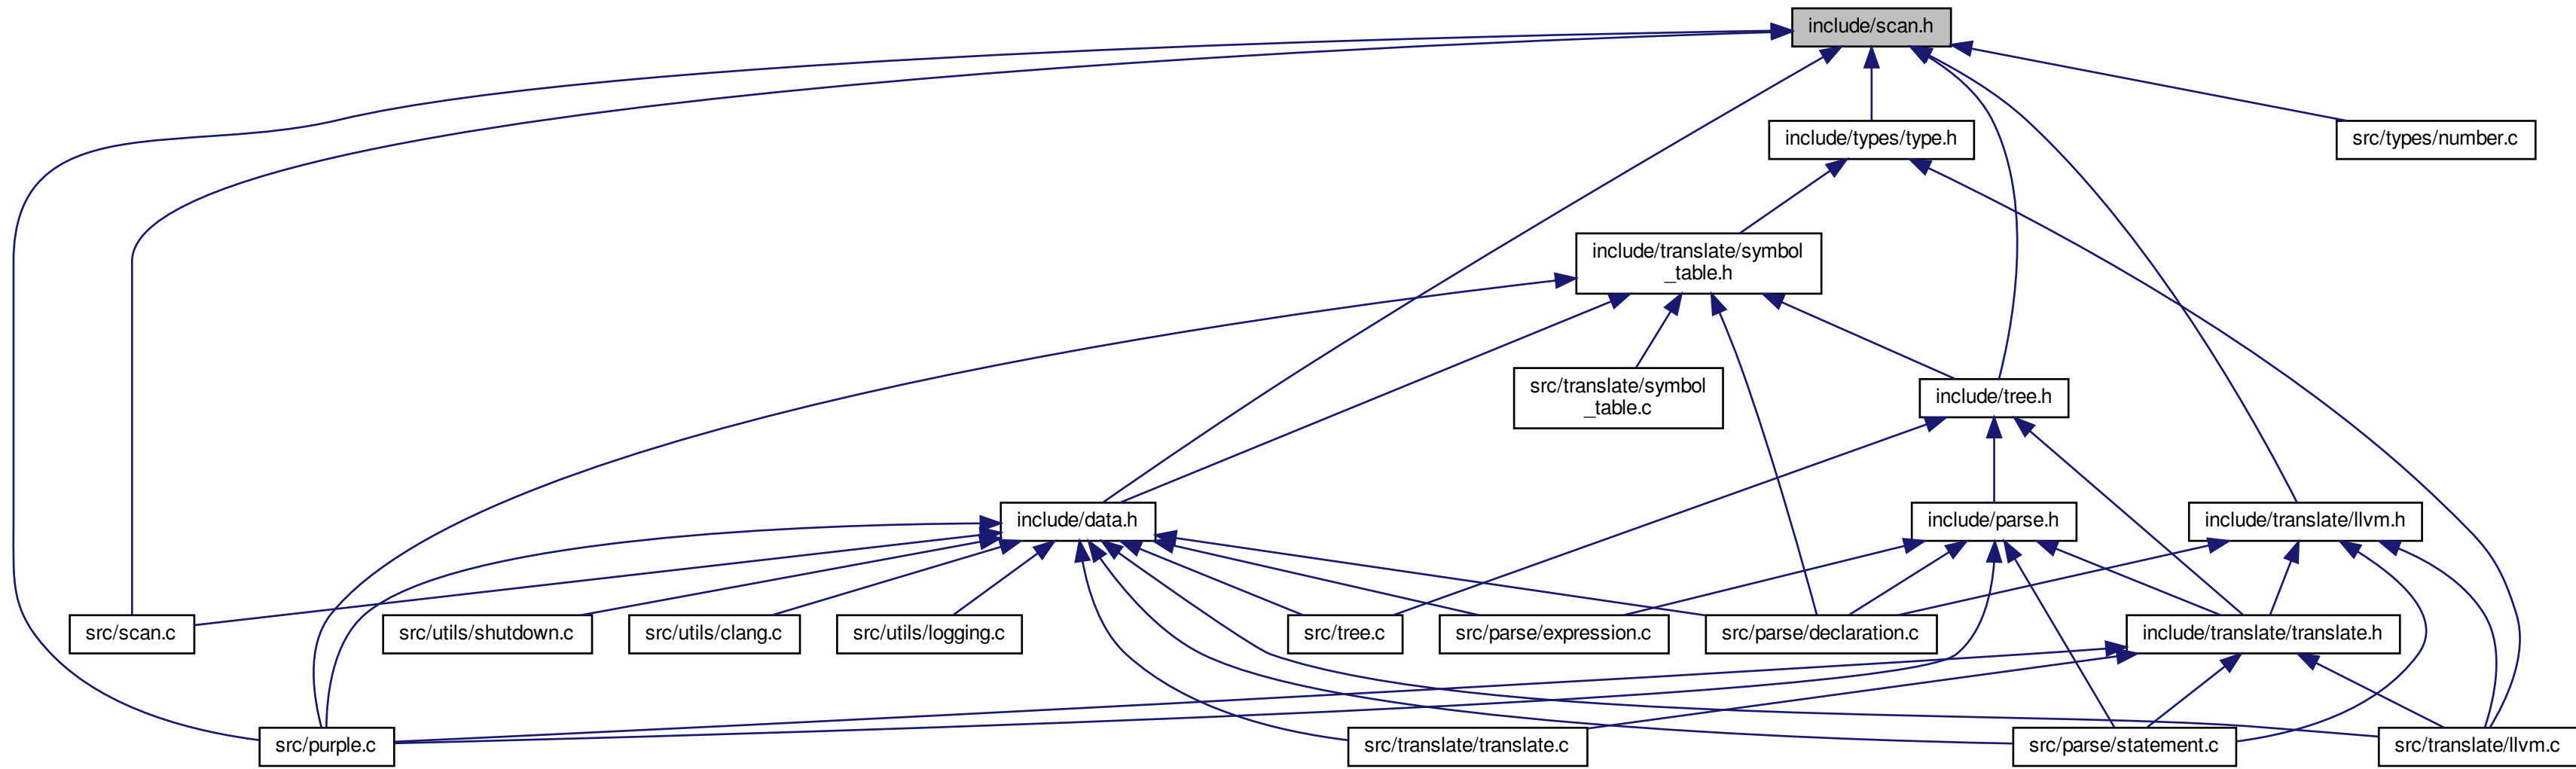 include/scan.h
include/types/type.h
src/types/number.c
include/translate/symbol
_table.h
src/translate/symbol
_table.c
include/tree.h
include/data.h
include/parse.h
include/translate/llvm.h
src/scan.c
src/utils/shutdown.c
src/utils/clang.c
src/utils/logging.c
src/tree.c
src/parse/expression.c
src/parse/declaration.c
include/translate/translate.h
src/purple.c
src/translate/translate.c
src/parse/statement.c
src/translate/llvm.c